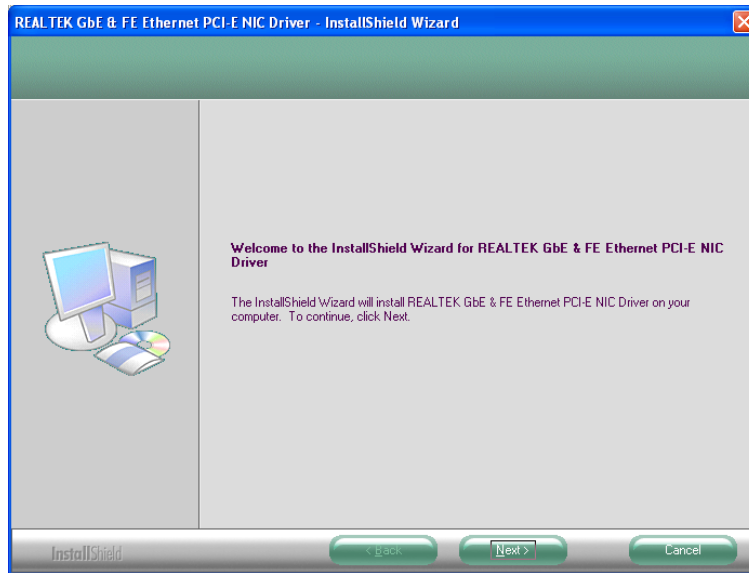 REALTEK GbE & FE Ethernet PCI-E NIC Driver - InstallShield Wizard
Welcome to the InstallShield Wizard for REALTEK GbE & FE Ethernet PCI-E NIC
Driver
The InstallShield Wizard will install REALTEK GbE & FE Ethernet PCI-E NIC Driver on your
computer. To continue, click Next.
InstallShield
< Back
Next >
Cancel